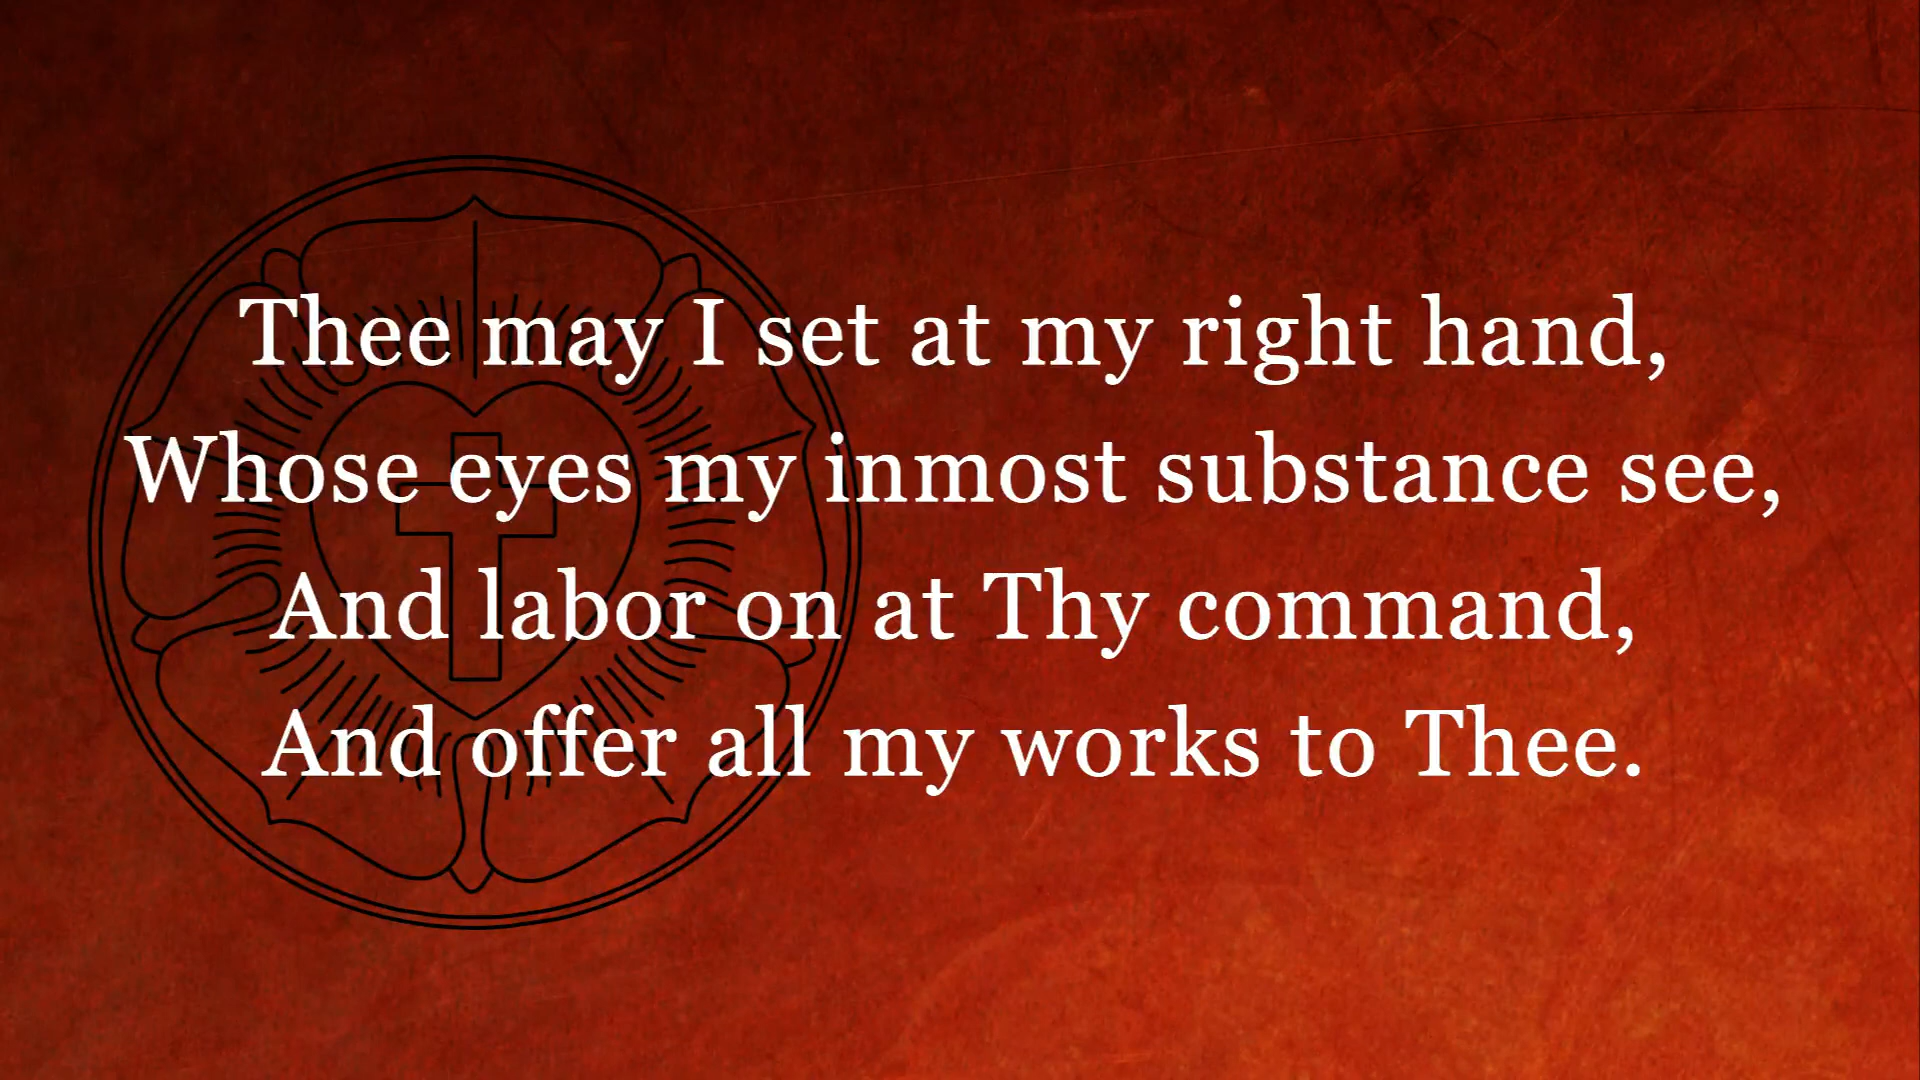 Thee may I set at my right hand,
Whose eyes my inmost substance see,
And labor on at Thy command,
And offer all my works to Thee.